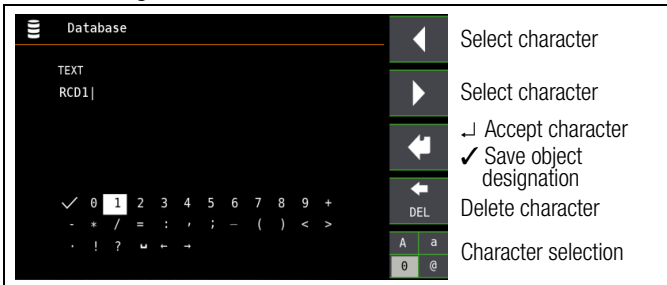 Database
TEXT
RCD1|
✓ 0 1 2 3 4 5 6 7 8 9 +
- * / = : , ; _ ( ) < >
. ! ? ␣ ← →
DEL
A a
0 @
Select character
Select character
↵ Accept character
✓ Save object
designation
Delete character
Character selection